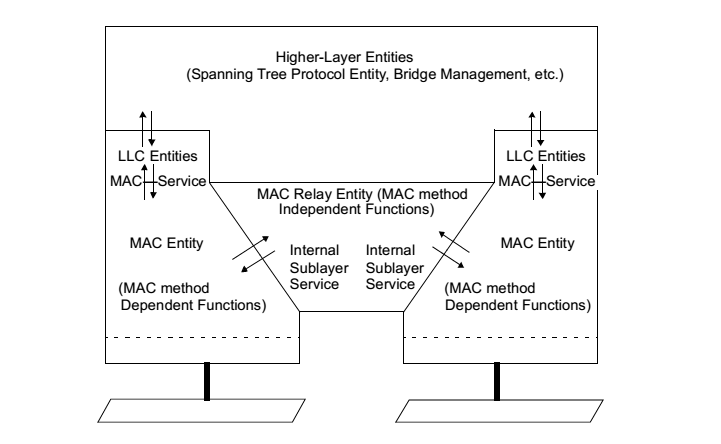 Higher-Layer Entities
(Spanning Tree Protocol Entity, Bridge Management, etc.)
LLC Entities
MAC Service
LLC Entities
MAC Service
MAC Relay Entity (MAC method
Independent Functions)
MAC Entity
(MAC method
Dependent Functions)
Internal
Sublayer
Service
Internal
Sublayer
Service
MAC Entity
(MAC method
Dependent Functions)